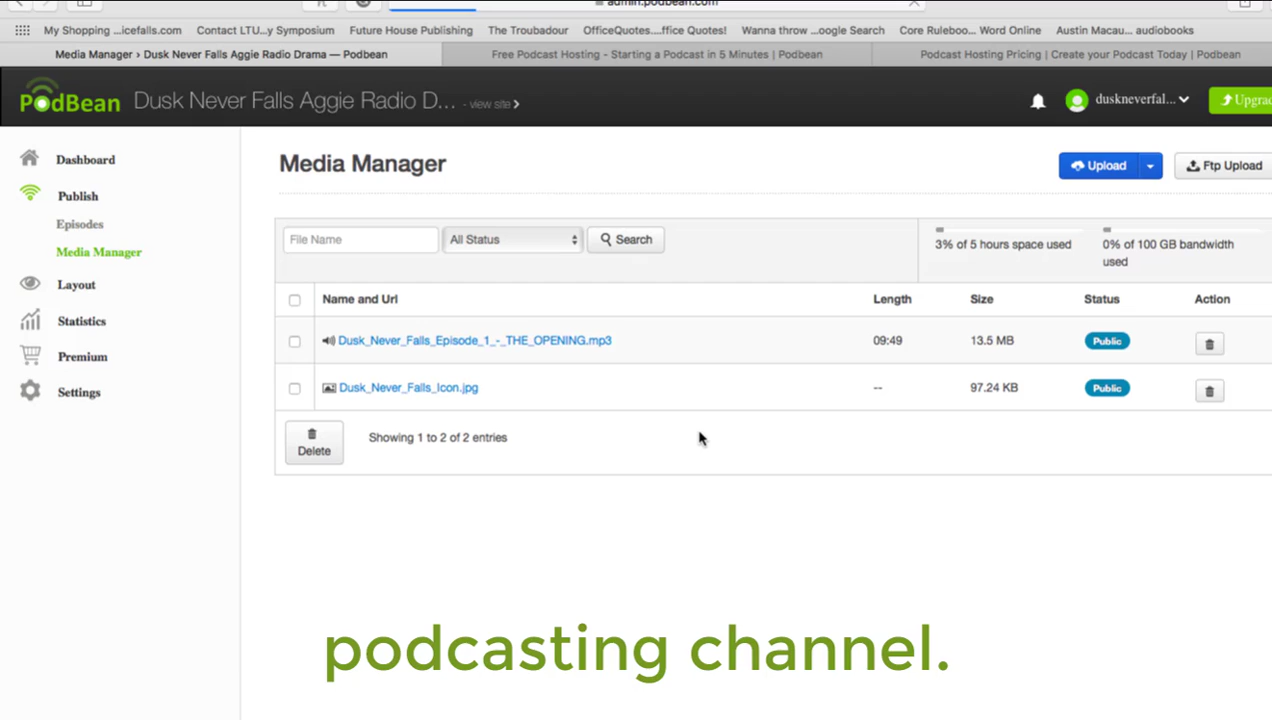 admin.podbean.com
My Shopping ...icefalls.com Contact LTU...y Symposium Future House Publishing The Troubadour OfficeQuotes....ffice Quotes! Wanna throw ...oogle Search Core Ruleboo... Word Online Austin Macau... audiobooks
Media Manager › Dusk Never Falls Aggie Radio Drama — Podbean Free Podcast Hosting - Starting a Podcast in 5 Minutes | Podbean Podcast Hosting Pricing | Create your Podcast Today | Podbean
PodBean Dusk Never Falls Aggie Radio D... - view site › duskneverfal... Upgrad
Dashboard
Publish
Episodes
Media Manager
Layout
Statistics
Premium
Settings
Media Manager Upload Ftp Upload
File Name All Status Search 3% of 5 hours space used 0% of 100 GB bandwidth used
Name and Url Length Size Status Action
Dusk_Never_Falls_Episode_1_-_THE_OPENING.mp3 09:49 13.5 MB Public
Dusk_Never_Falls_Icon.jpg -- 97.24 KB Public
Delete Showing 1 to 2 of 2 entries
podcasting channel.